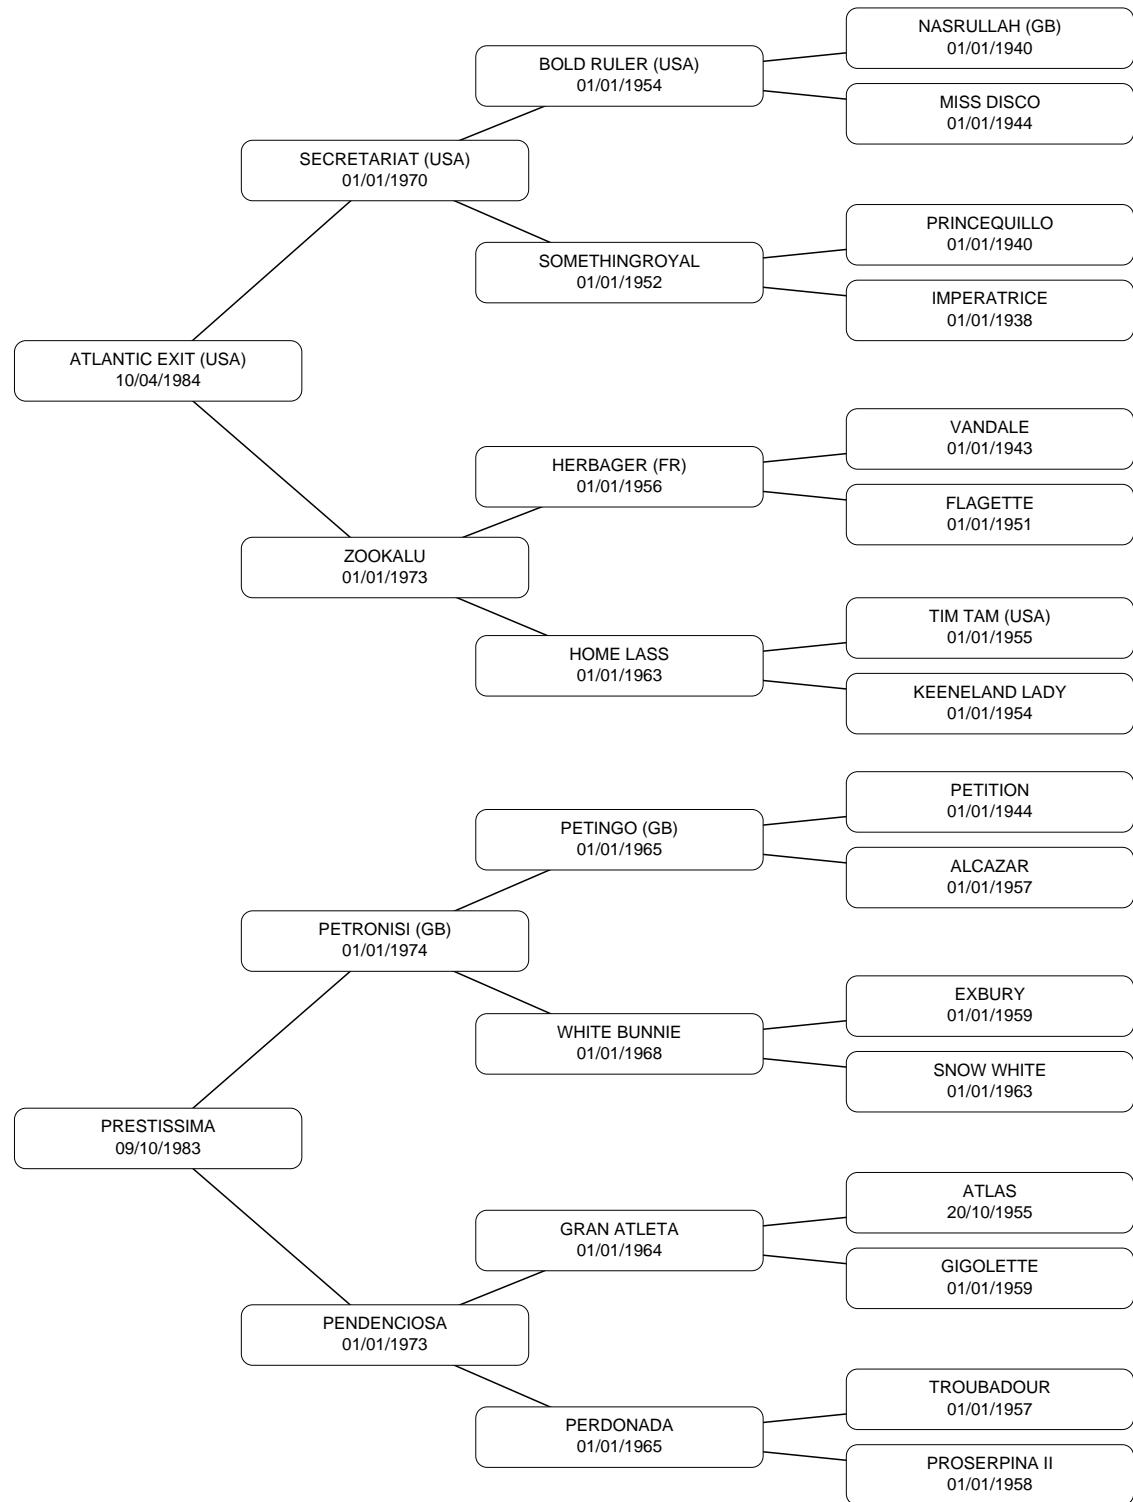 NASRULLAH (GB)
01/01/1940
BOLD RULER (USA)
01/01/1954
MISS DISCO
01/01/1944
SECRETARIAT (USA)
01/01/1970
PRINCEQUILLO
01/01/1940
SOMETHINGROYAL
01/01/1952
IMPERATRICE
01/01/1938
ATLANTIC EXIT (USA)
10/04/1984
VANDALE
01/01/1943
HERBAGER (FR)
01/01/1956
FLAGETTE
01/01/1951
ZOOKALU
01/01/1973
TIM TAM (USA)
01/01/1955
HOME LASS
01/01/1963
KEENELAND LADY
01/01/1954
PETITION
01/01/1944
PETINGO (GB)
01/01/1965
ALCAZAR
01/01/1957
PETRONISI (GB)
01/01/1974
EXBURY
01/01/1959
WHITE BUNNIE
01/01/1968
SNOW WHITE
01/01/1963
PRESTISSIMA
09/10/1983
ATLAS
20/10/1955
GRAN ATLETA
01/01/1964
GIGOLETTE
01/01/1959
PENDENCIOSA
01/01/1973
TROUBADOUR
01/01/1957
PERDONADA
01/01/1965
PROSERPINA II
01/01/1958